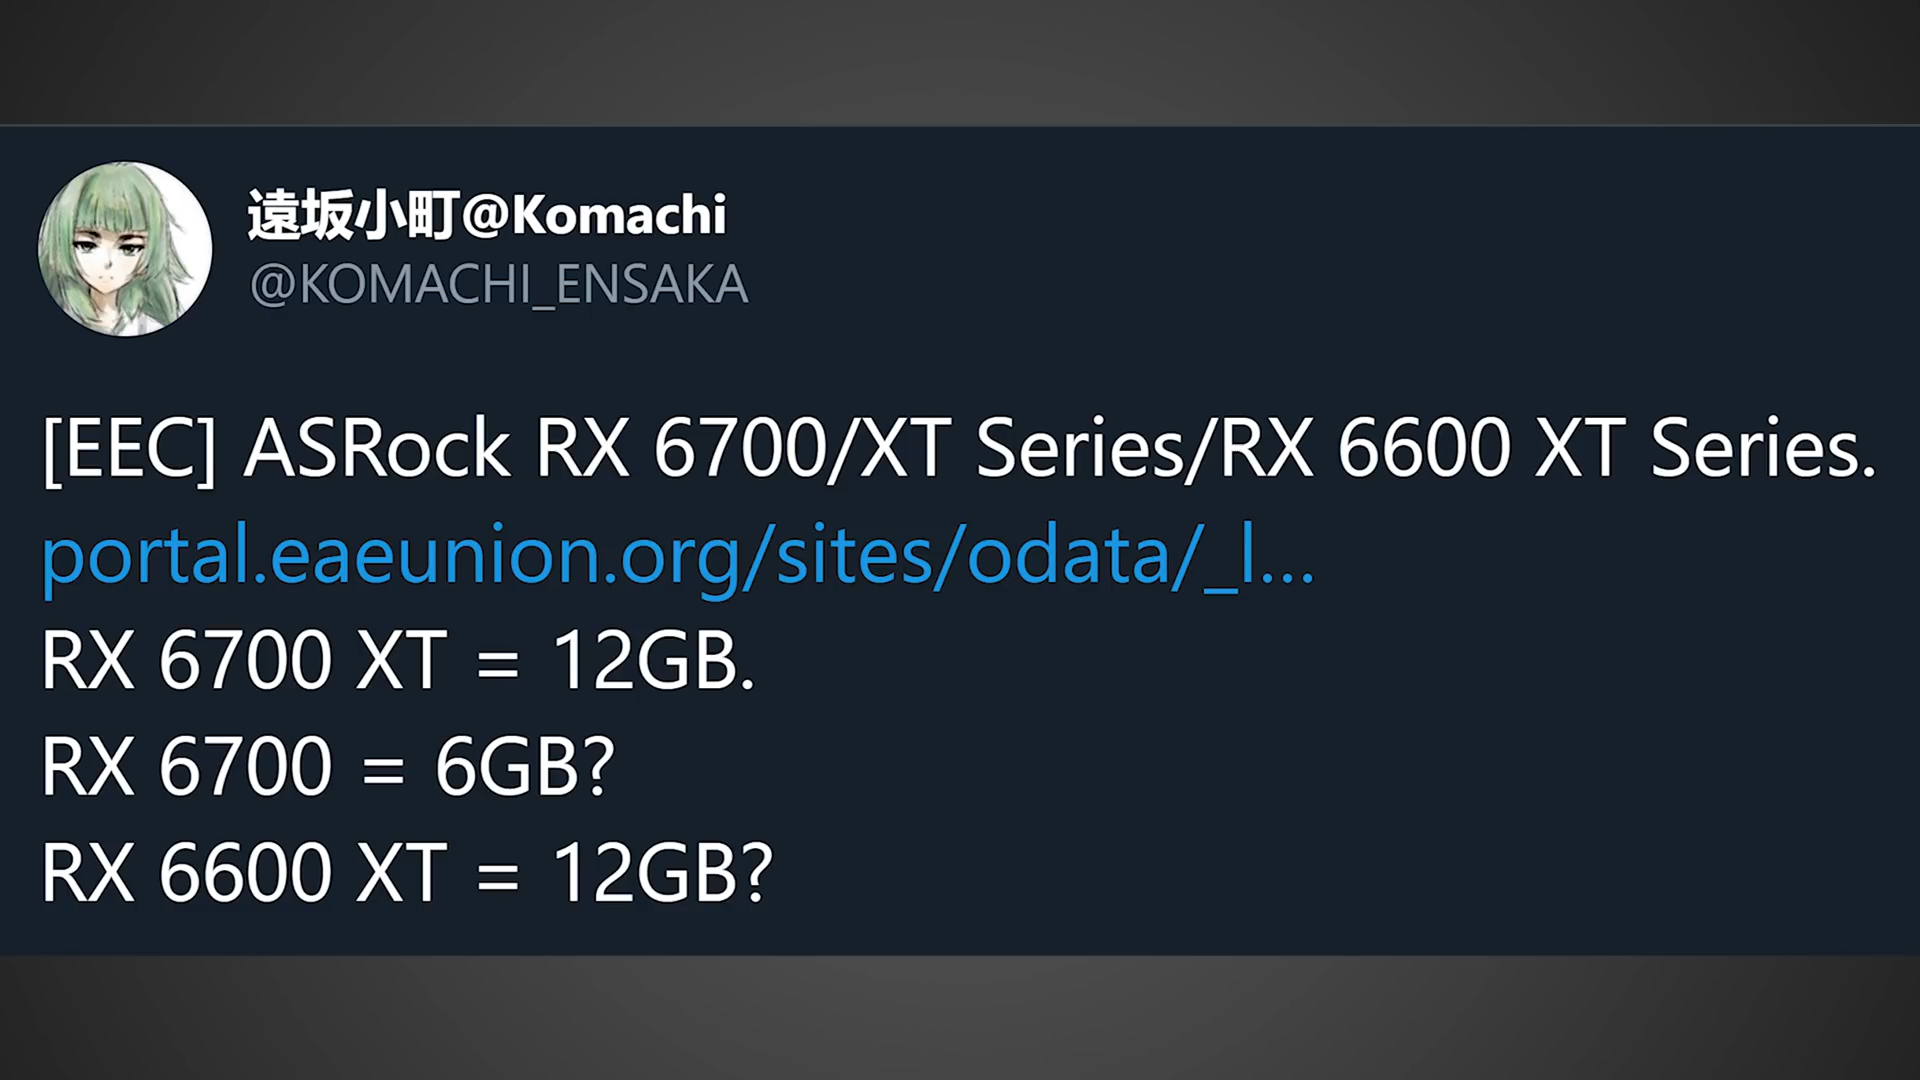 遠坂小町@Komachi
@KOMACHI_ENSAKA
[EEC] ASRock RX 6700/XT Series/RX 6600 XT Series.
portal.eaeunion.org/sites/odata/_l...
RX 6700 XT = 12GB.
RX 6700 = 6GB?
RX 6600 XT = 12GB?